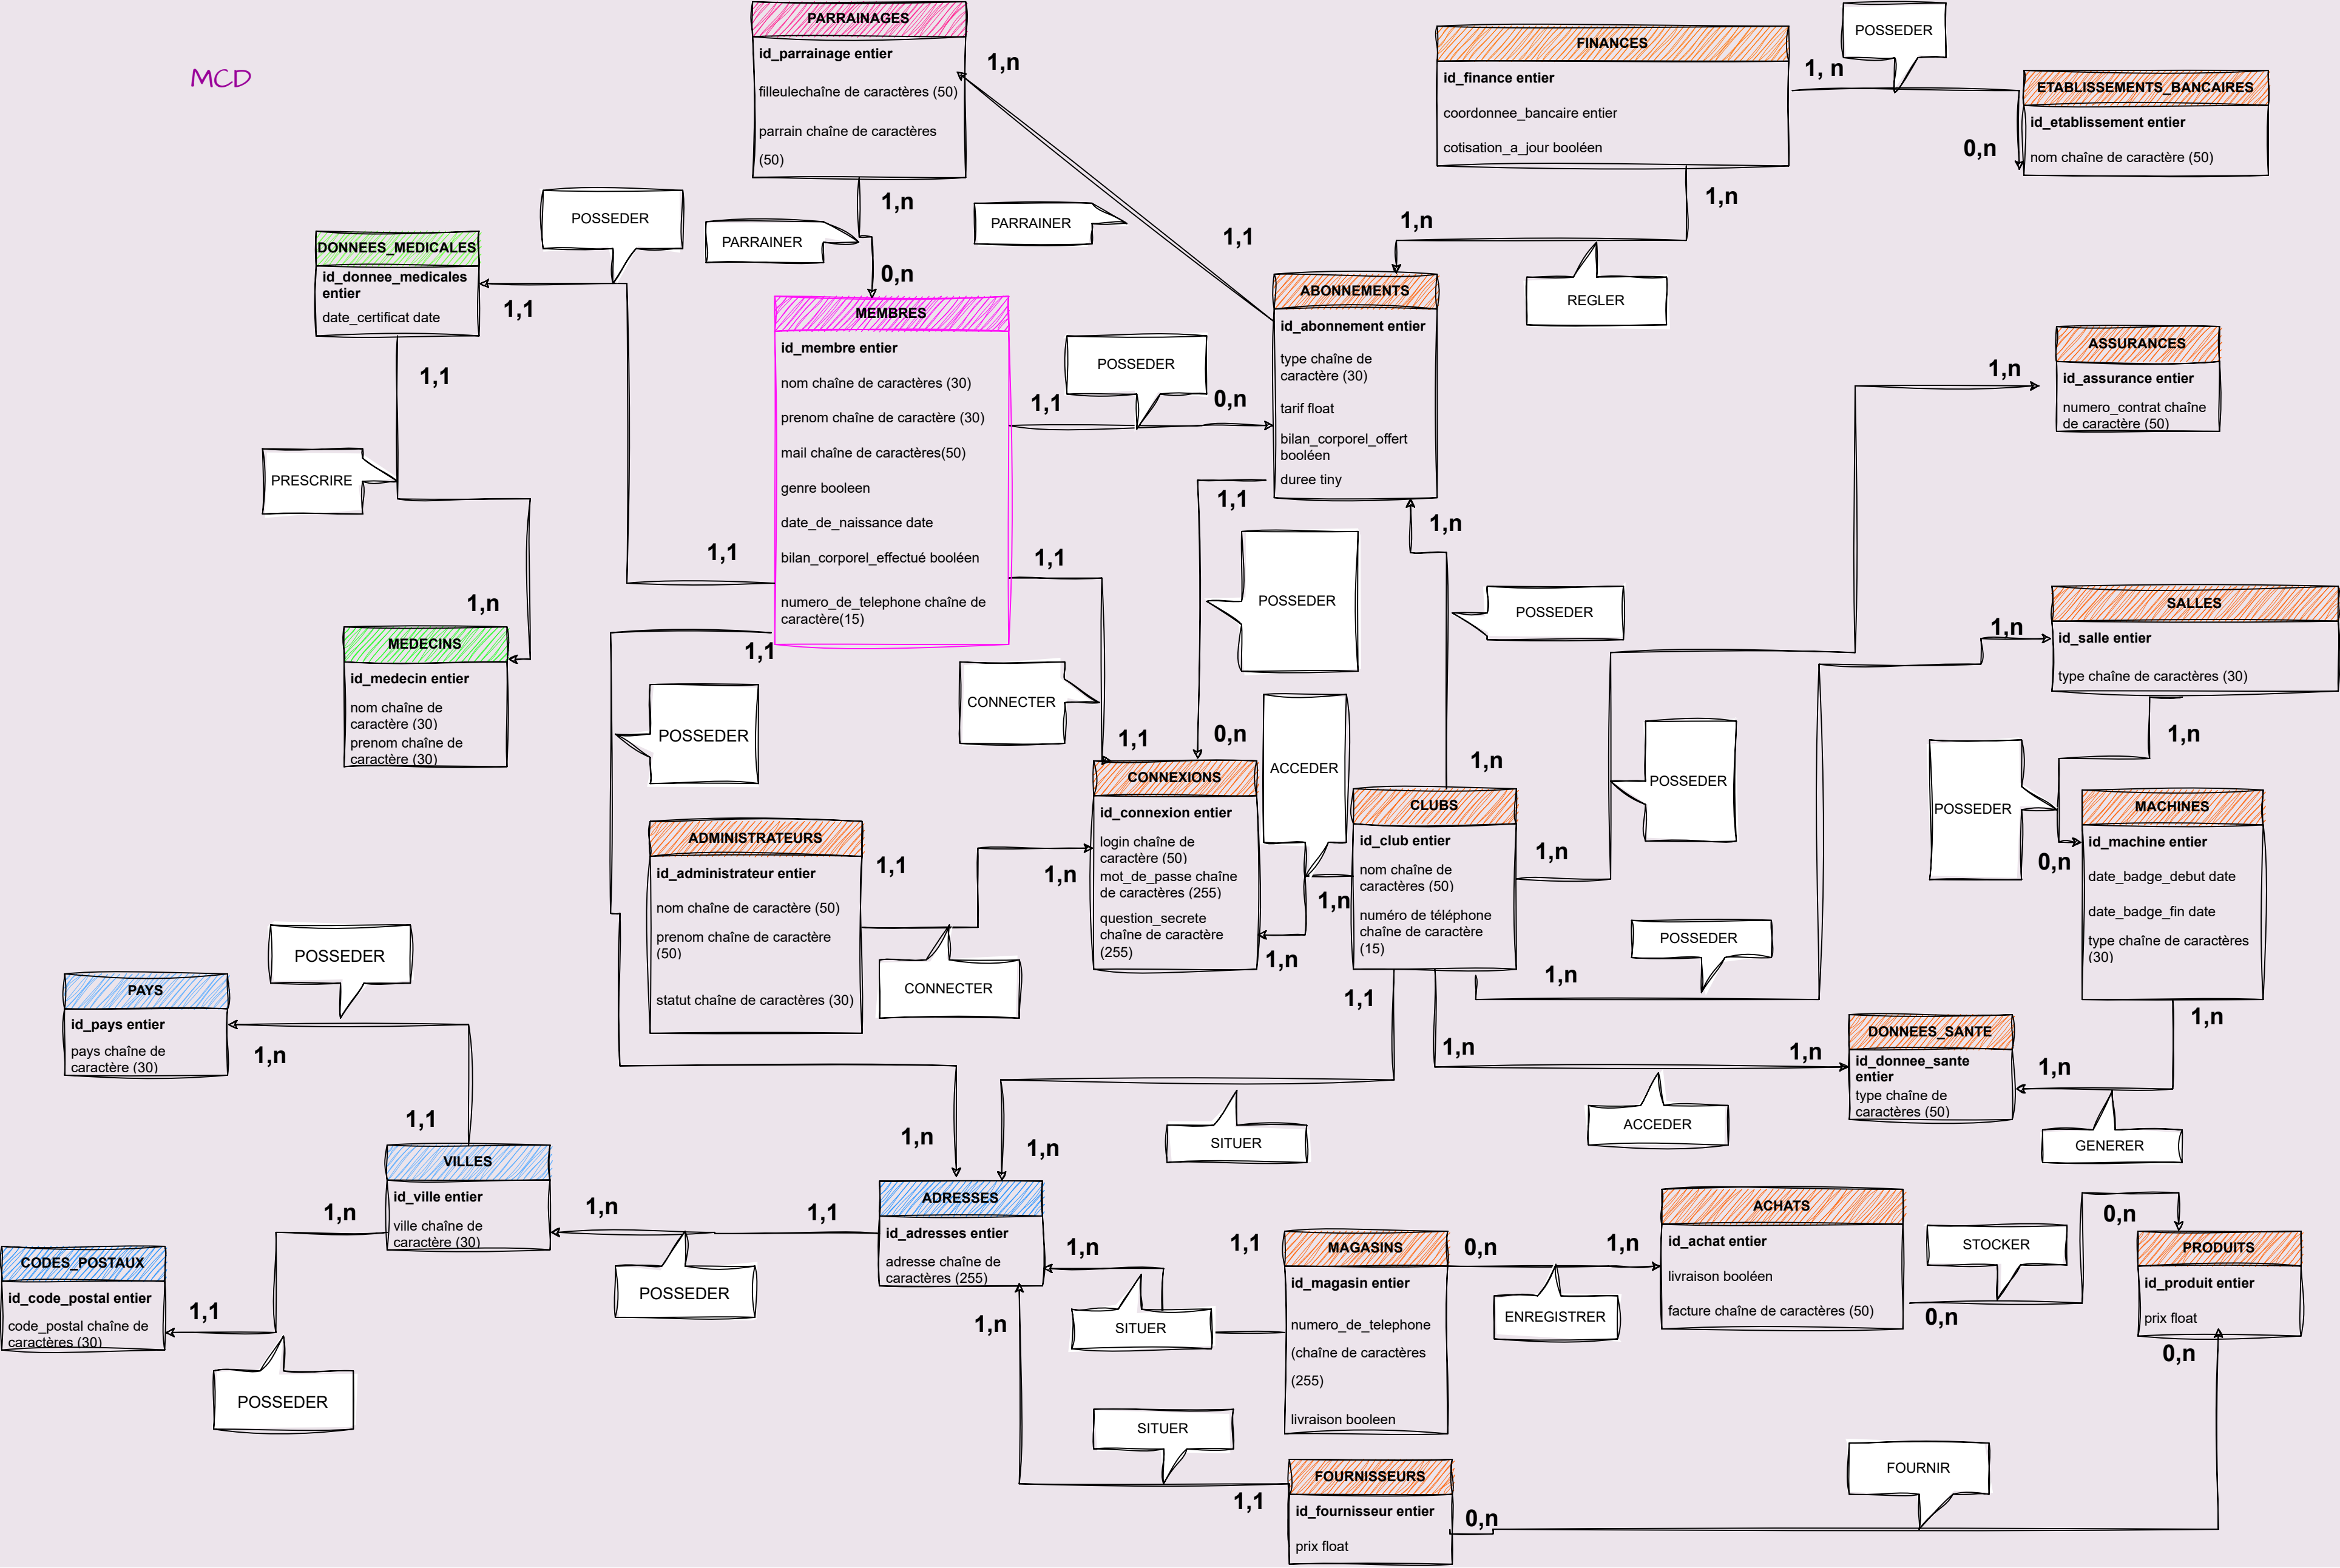 MCD
PARRAINAGES
id_parrainage entier
filleulechaîne de caractères (50)
parrain chaîne de caractères
(50)
1,n
1,n
PARRAINER
0,n
PARRAINER
1,1
FINANCES
id_finance entier
coordonnee_bancaire entier
cotisation_a_jour booléen
1, n
POSSEDER
0,n
ETABLISSEMENTS_BANCAIRES
id_etablissement entier
nom chaîne de caractère (50)
1,n
1,n
REGLER
DONNEES_MEDICALES
id_donnee_medicales
entier
date_certificat date
POSSEDER
1,1
1,1
1,1
PRESCRIRE
1,n
MEDECINS
id_medecin entier
nom chaîne de
caractère (30)
prenom chaîne de
caractère (30)
MEMBRES
id_membre entier
nom chaîne de caractères (30)
prenom chaîne de caractère (30)
mail chaîne de caractères(50)
genre booleen
date_de_naissance date
bilan_corporel_effectué booléen
numero_de_telephone chaîne de
caractère(15)
1,1
POSSEDER
0,n
1,1
CONNECTER
1,1
1,1
POSSEDER
1,n
ABONNEMENTS
id_abonnement entier
type chaîne de
caractère (30)
tarif float
bilan_corporel_offert
booléen
duree tiny
1,1
POSSEDER
0,n
1,n
POSSEDER
1,n
ASSURANCES
id_assurance entier
numero_contrat chaîne
de caractère (50)
1,n
POSSEDER
1,n
SALLES
id_salle entier
type chaîne de caractères (30)
1,n
POSSEDER
1,n
1,n
POSSEDER
0,n
MACHINES
id_machine entier
date_badge_debut date
date_badge_fin date
type chaîne de caractères
(30)
1,n
GENERER
1,n
CONNEXIONS
id_connexion entier
login chaîne de
caractère (50)
mot_de_passe chaîne
de caractères (255)
question_secrete
chaîne de caractère
(255)
ACCEDER
1,n
1,n
CLUBS
id_club entier
nom chaîne de
caractères (50)
numéro de téléphone
chaîne de caractère
(15)
1,1
SITUER
1,n
1,n
ACCEDER
1,n
DONNEES_SANTE
id_donnee_sante
entier
type chaîne de
caractères (50)
ADMINISTRATEURS
id_administrateur entier
nom chaîne de caractère (50)
prenom chaîne de caractère
(50)
statut chaîne de caractères (30)
1,1
CONNECTER
1,n
PAYS
id_pays entier
pays chaîne de
caractère (30)
POSSEDER
1,n
1,1
VILLES
id_ville entier
ville chaîne de
caractère (30)
1,n
POSSEDER
1,1
CODES_POSTAUX
id_code_postal entier
code_postal chaîne de
caractères (30)
1,n
POSSEDER
1,1
ADRESSES
id_adresses entier
adresse chaîne de
caractères (255)
1,n
SITUER
1,1
MAGASINS
id_magasin entier
numero_de_telephone
(chaîne de caractères
(255)
livraison booleen
0,n
ENREGISTRER
1,n
ACHATS
id_achat entier
livraison booléen
facture chaîne de caractères (50)
0,n
STOCKER
0,n
PRODUITS
id_produit entier
prix float
0,n
1,n
SITUER
1,1
FOURNISSEURS
id_fournisseur entier
prix float
0,n
FOURNIR